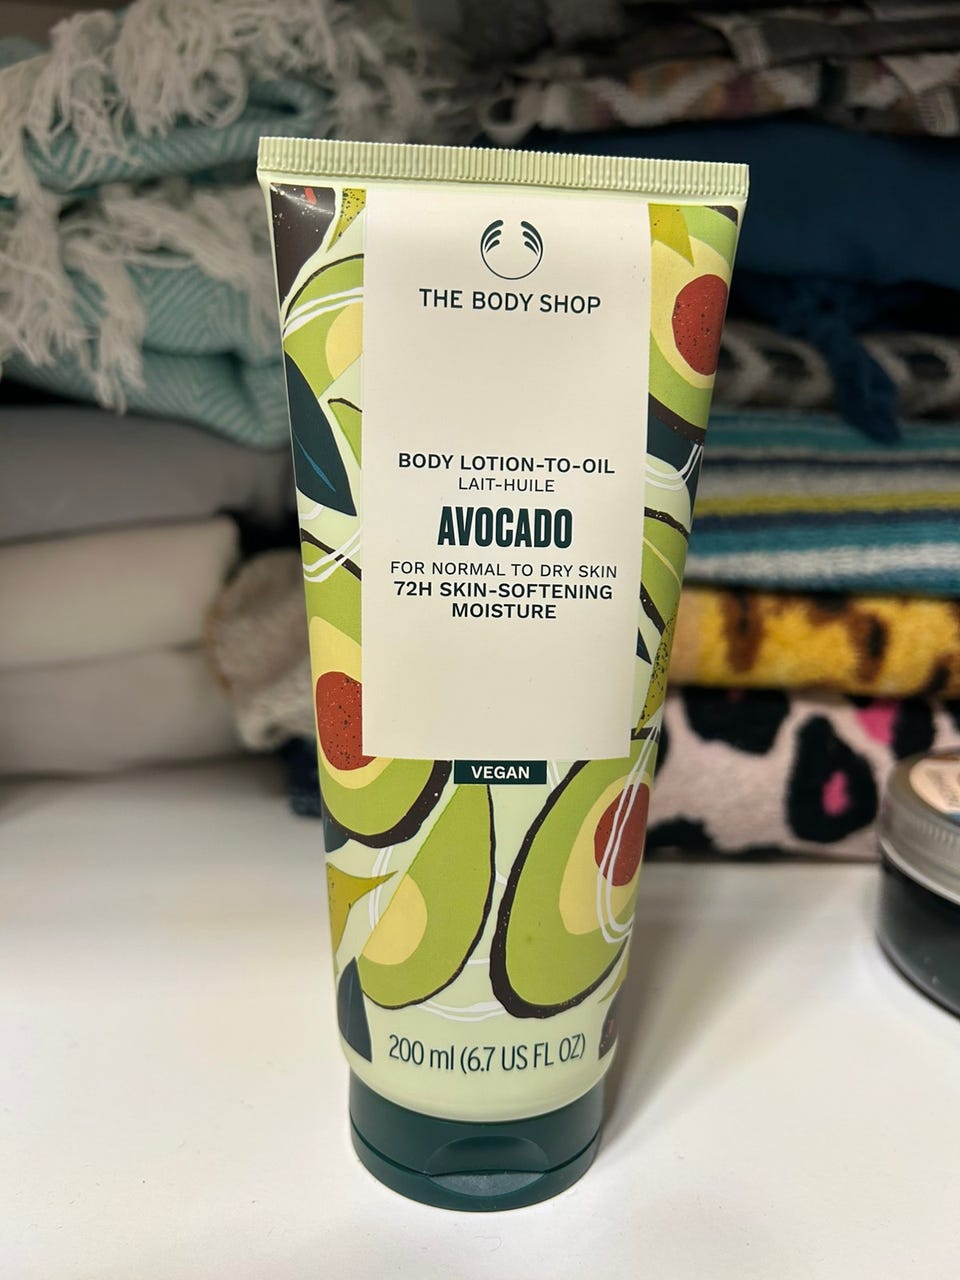 THE BODY SHOP
BODY LOTION-TO-OIL
LAIT-HUILE
AVOCADO
FOR NORMAL TO DRY SKIN
72H SKIN-SOFTENING
MOISTURE
VEGAN
200 ml (6.7 US FL OZ)